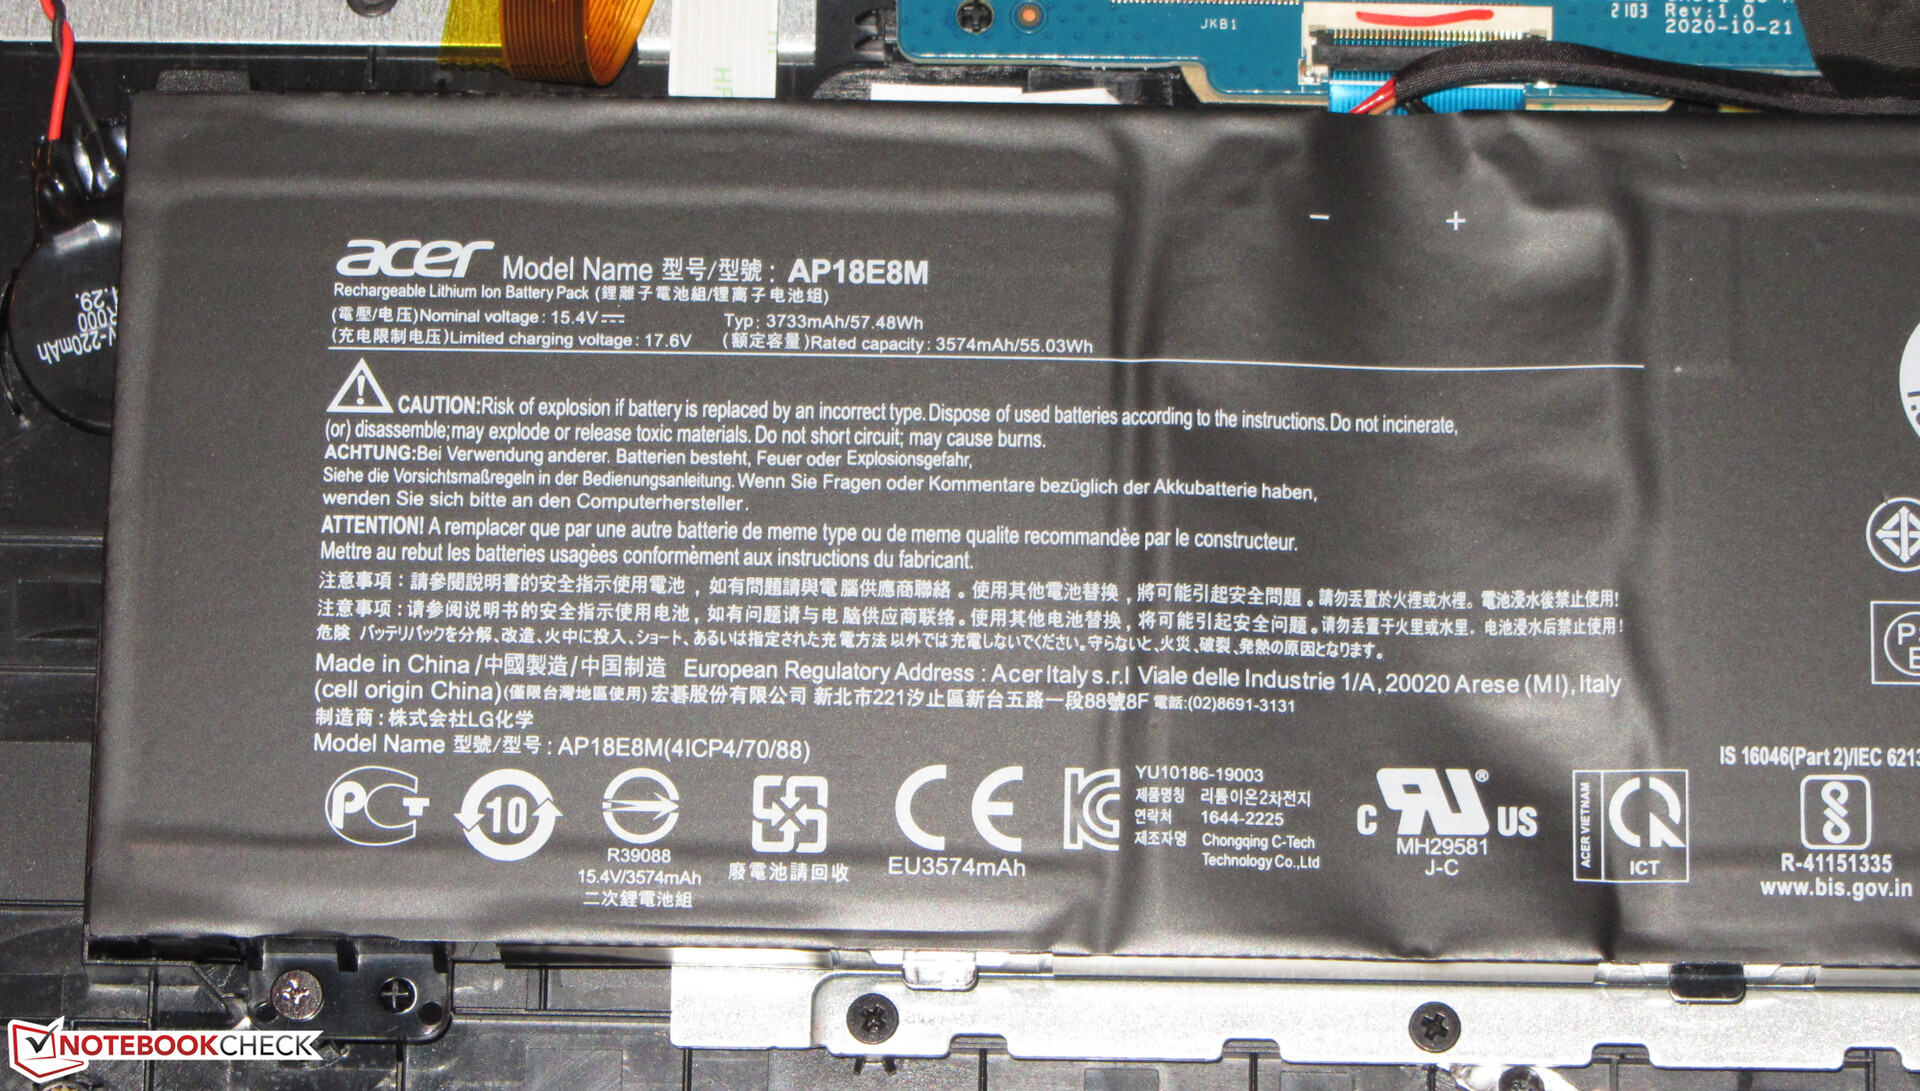 JKB1
2103
Rev:1.0
2020-10-21
acer Model Name 型号/型號 : AP18E8M
Rechargeable Lithium Ion Battery Pack (鋰離子電池組/锂离子电池组)
(電壓/电压)Nominal voltage : 15.4V
Typ : 3733mAh/57.48Wh
(充电限制电压)Limited charging voltage : 17.6V
(额定容量)Rated capacity : 3574mAh/55.03Wh
− +
CAUTION:Risk of explosion if battery is replaced by an incorrect type. Dispose of used batteries according to the instructions. Do not incinerate,
(or) disassemble; may explode or release toxic materials. Do not short circuit; may cause burns.
ACHTUNG:Bei Verwendung anderer. Batterien besteht, Feuer oder Explosionsgefahr,
Siehe die Vorsichtsmaßregeln in der Bedienungsanleitung. Wenn Sie Fragen oder Kommentare bezüglich der Akkubatterie haben,
wenden Sie sich bitte an den Computerhersteller.
ATTENTION! A remplacer que par une autre batterie de meme type ou de meme qualite recommandèe par le constructeur.
Mettre au rebut les batteries usagèes conformèment aux instructions du fabricant.
注意事項 : 請參閱說明書的安全指示使用電池 , 如有問題請與電腦供應商聯絡 。使用其他電池替換 , 將可能引起安全問題 。請勿丟置於火裡或水裡。電池浸水後禁止使用!
注意事项 : 请参阅说明书的安全指示使用电池 , 如有问题请与电脑供应商联络。使用其他电池替换 , 将可能引起安全问题 。请勿丢置于火里或水里. 电池浸水后禁止使用!
危険 バッテリパックを分解、改造、火中に投入、ショート、あるいは指定された充電方法以外では充電しないでください。守らないと、火災、破裂、発熱の原因となります。
Made in China /中國製造/中国制造 European Regulatory Address : Acer Italy s.r.l Viale delle Industrie 1/A, 20020 Arese (MI), Italy
(cell origin China)(僅限台灣地區使用) 宏碁股份有限公司 新北市221汐止區新台五路一段88號8F 電話:(02)8691-3131
制造商 : 株式会社LG化学
Model Name 型號/型号 : AP18E8M(4ICP4/70/88)
10
R39088
15.4V/3574mAh
二次鋰電池組
廢電池請回收
CE
EU3574mAh
YU10186-19003
제품명칭 리튬이온2차전지
연락처 1644-2225
제조자명 Chongqing C-Tech
Technology Co.,Ltd
c RU ® US
MH29581
J-C
ACER VIETNAM
ICT
IS 16046(Part 2)/IEC 6213
R-41151335
www.bis.gov.in
NOTEBOOKCHECK